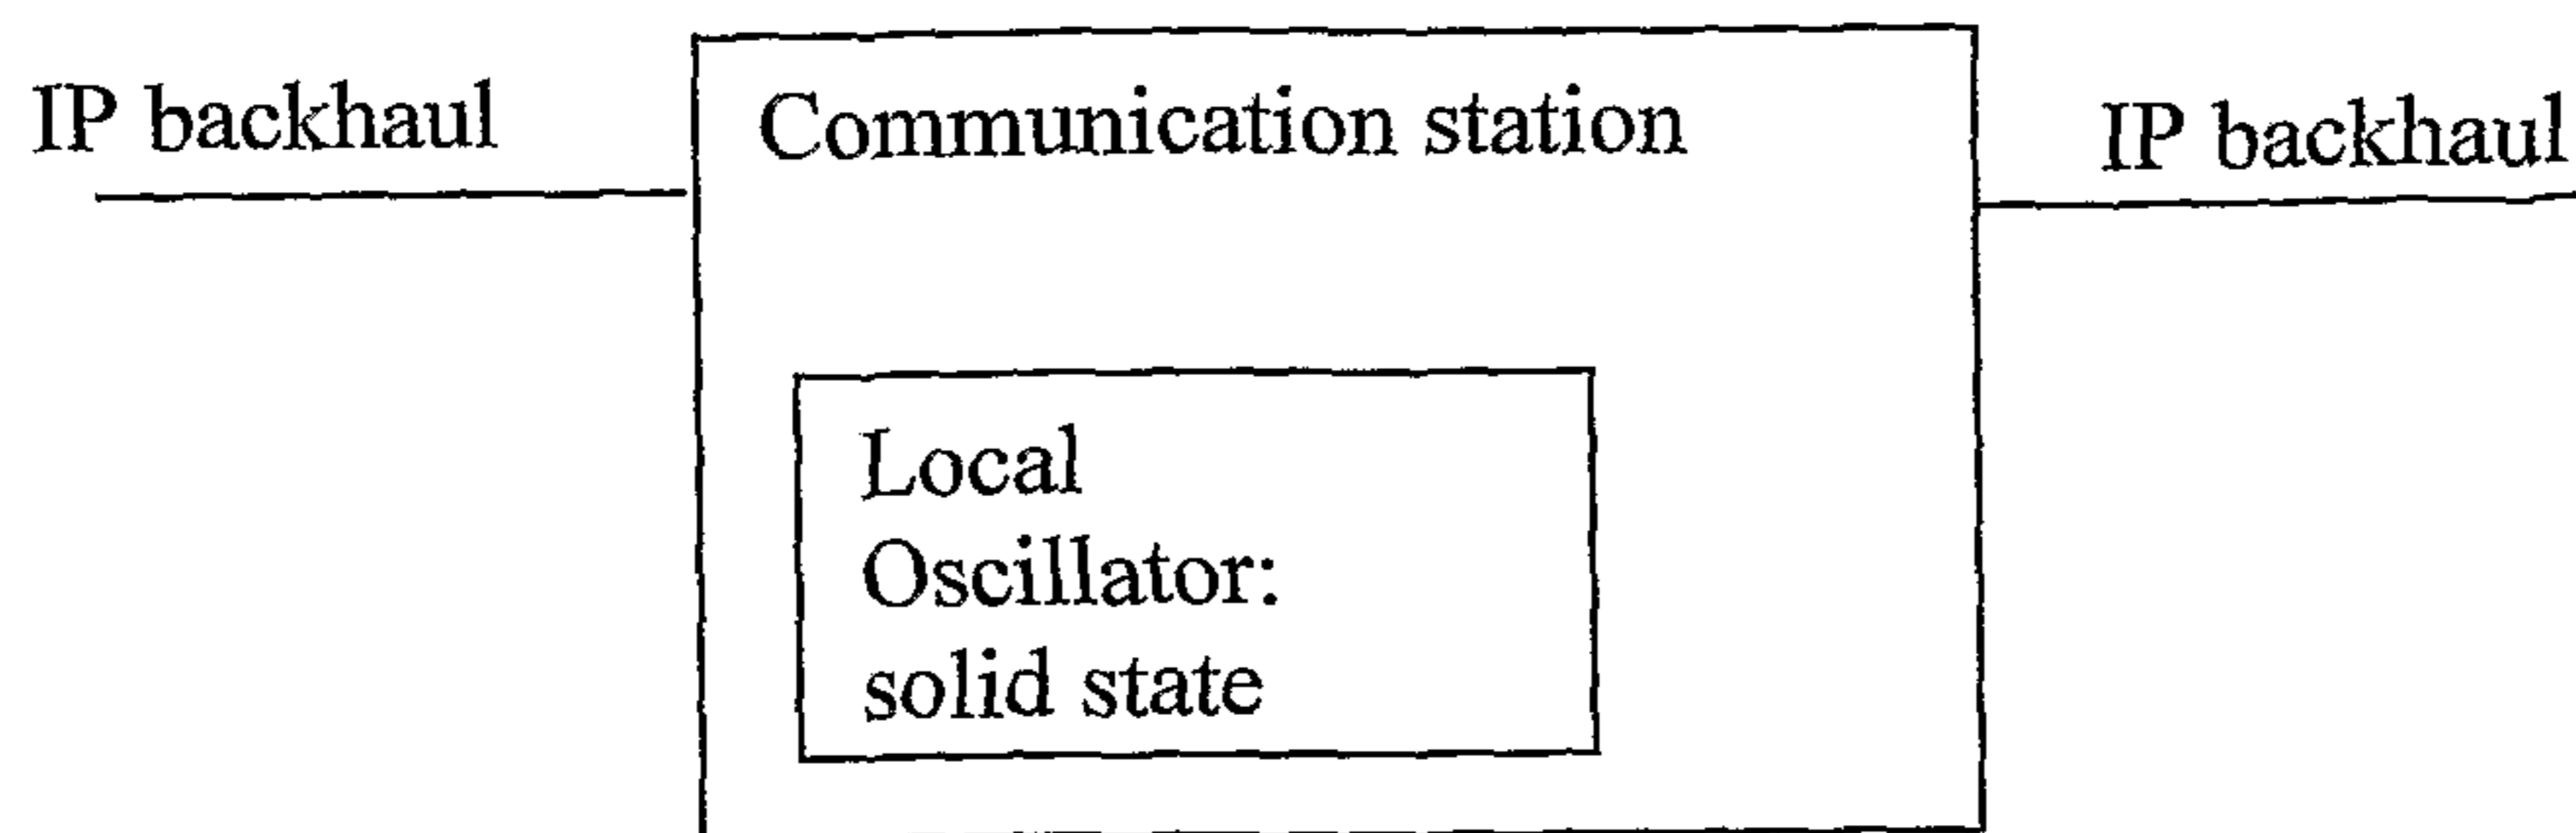 IP backhaul
Communication station
IP backhaul
Local
Oscillator:
solid state